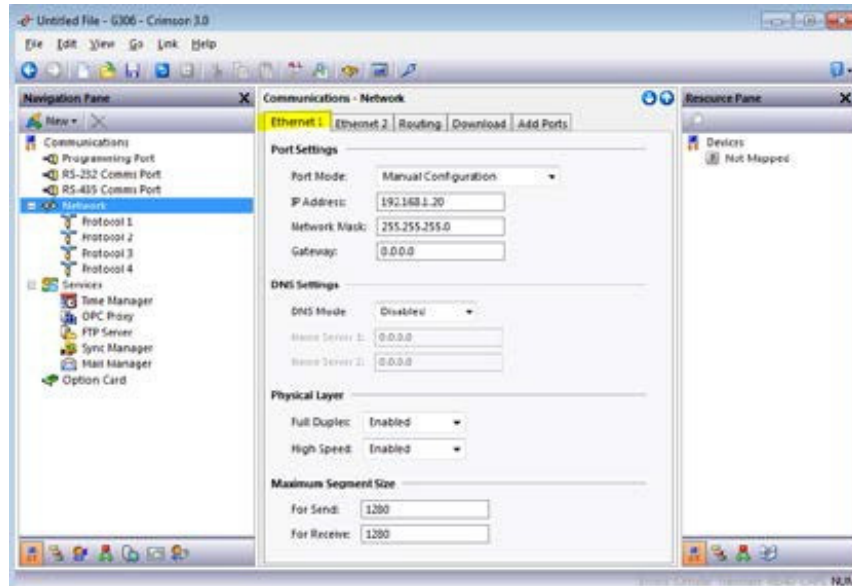 Untitled File - G306 - Crimson 3.0
File Edit View Go Link Help
Navigation Pane
New
Communications
Programming Port
RS-232 Comms Port
RS-485 Comms Port
Network
Protocol 1
Protocol 2
Protocol 3
Protocol 4
Services
Time Manager
OPC Proxy
FTP Server
Sync Manager
Mail Manager
Option Card
Communications - Network
Ethernet 1 Ethernet 2 Routing Download Add Ports
Port Settings
Port Mode: Manual Configuration
IP Address: 192.168.1.20
Network Mask: 255.255.255.0
Gateway: 0.0.0.0
DNS Settings
DNS Mode Disabled
Name Server 1: 0.0.0.0
Name Server 2: 0.0.0.0
Physical Layer
Full Duplex: Enabled
High Speed: Enabled
Maximum Segment Size
For Send: 1280
For Receive: 1280
Resource Pane
Devices
Not Mapped
NUM